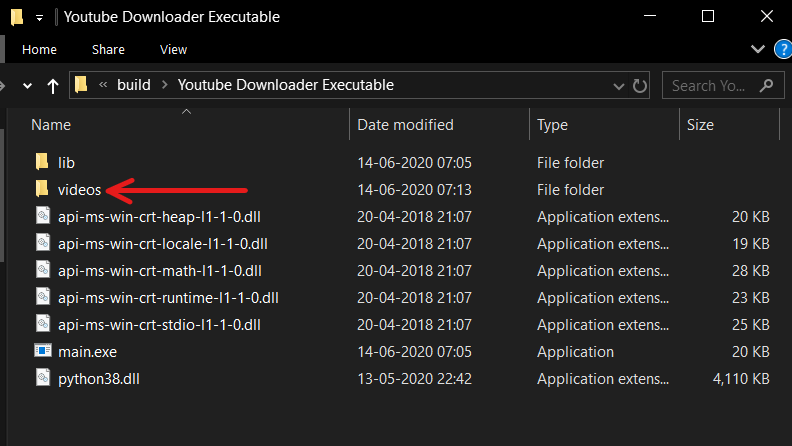 Youtube Downloader Executable
Home Share View ?
« build > Youtube Downloader Executable Search Yo...
Name Date modified Type Size
lib 14-06-2020 07:05 File folder
videos 14-06-2020 07:13 File folder
api-ms-win-crt-heap-l1-1-0.dll 20-04-2018 21:07 Application extens... 20 KB
api-ms-win-crt-locale-l1-1-0.dll 20-04-2018 21:07 Application extens... 19 KB
api-ms-win-crt-math-l1-1-0.dll 20-04-2018 21:07 Application extens... 28 KB
api-ms-win-crt-runtime-l1-1-0.dll 20-04-2018 21:07 Application extens... 23 KB
api-ms-win-crt-stdio-l1-1-0.dll 20-04-2018 21:07 Application extens... 25 KB
main.exe 14-06-2020 07:05 Application 20 KB
python38.dll 13-05-2020 22:42 Application extens... 4,110 KB